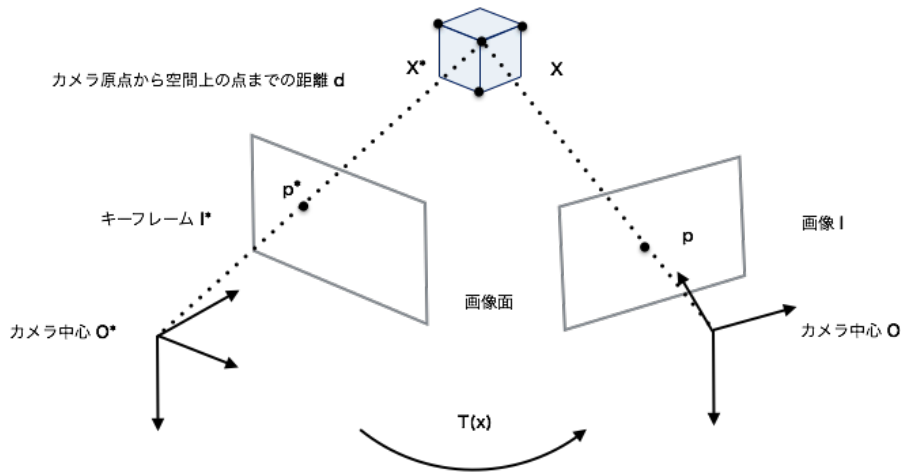 X*
X
カメラ原点から空間上の点までの距離 d
p*
キーフレーム I*
p
画像 I
画像面
カメラ中心 O*
カメラ中心 O
T(x)